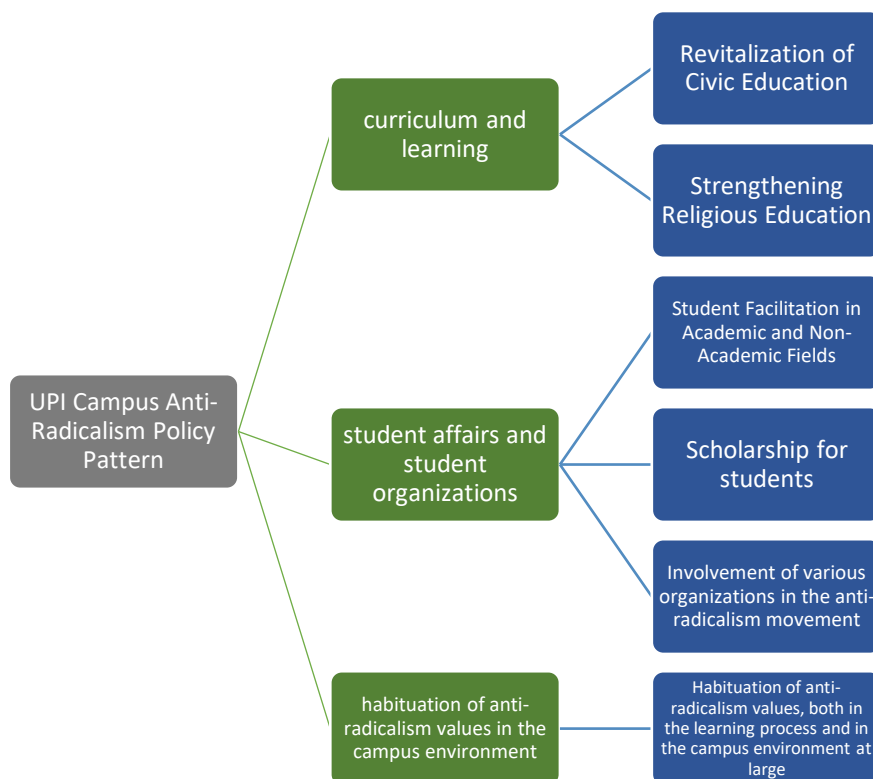 UPI Campus Anti-
Radicalism Policy
Pattern
curriculum and
learning
Revitalization of
Civic Education
Strengthening
Religious Education
student affairs and
student
organizations
Student Facilitation in
Academic and Non-
Academic Fields
Scholarship for
students
Involvement of various
organizations in the anti-
radicalism movement
habituation of anti-
radicalism values in the
campus environment
Habituation of anti-
radicalism values, both in
the learning process and in
the campus environment at
large